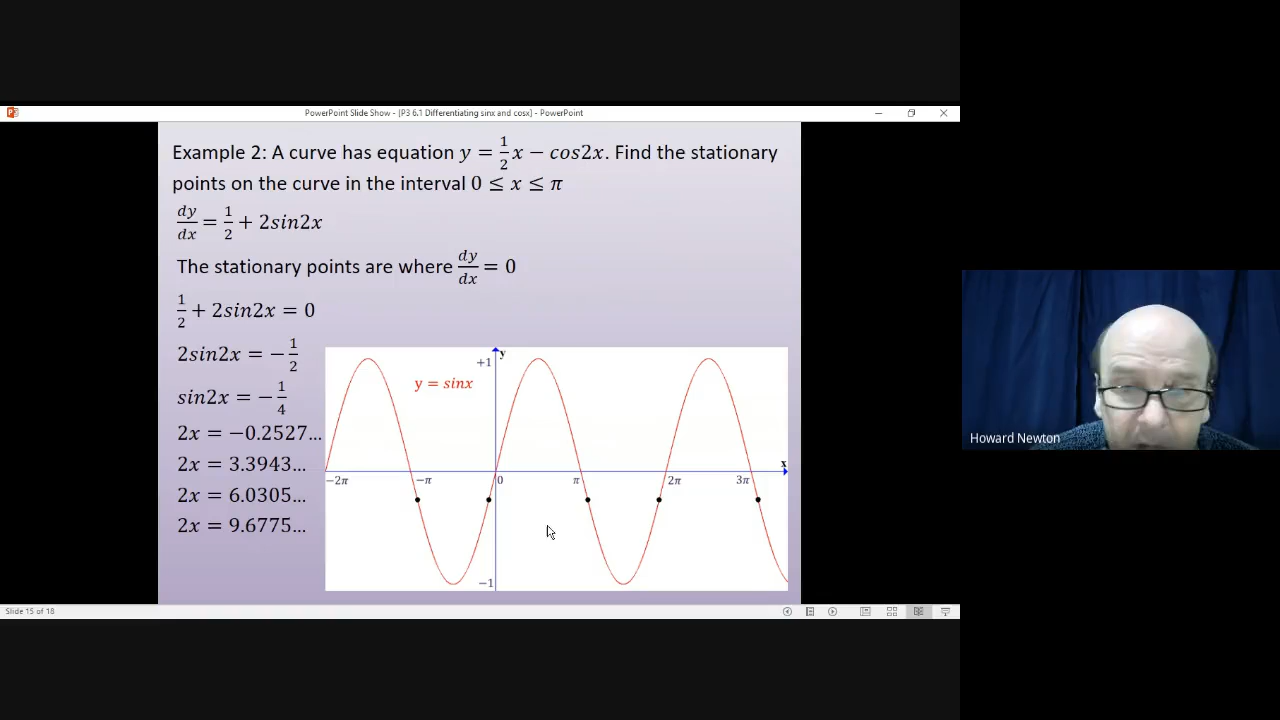 PowerPoint Slide Show - [P3 6.1 Differentiating sinx and cosx] - PowerPoint
Example 2: A curve has equation y = 1/2 x − cos2x. Find the stationary
points on the curve in the interval 0 ≤ x ≤ π
dy/dx = 1/2 + 2sin2x
The stationary points are where dy/dx = 0
1/2 + 2sin2x = 0
2sin2x = −1/2
sin2x = −1/4
2x = −0.2527...
2x = 3.3943...
2x = 6.0305...
2x = 9.6775...
y
+1
y = sinx
x
−2π −π 0 π 2π 3π
−1
Howard Newton
Slide 15 of 18